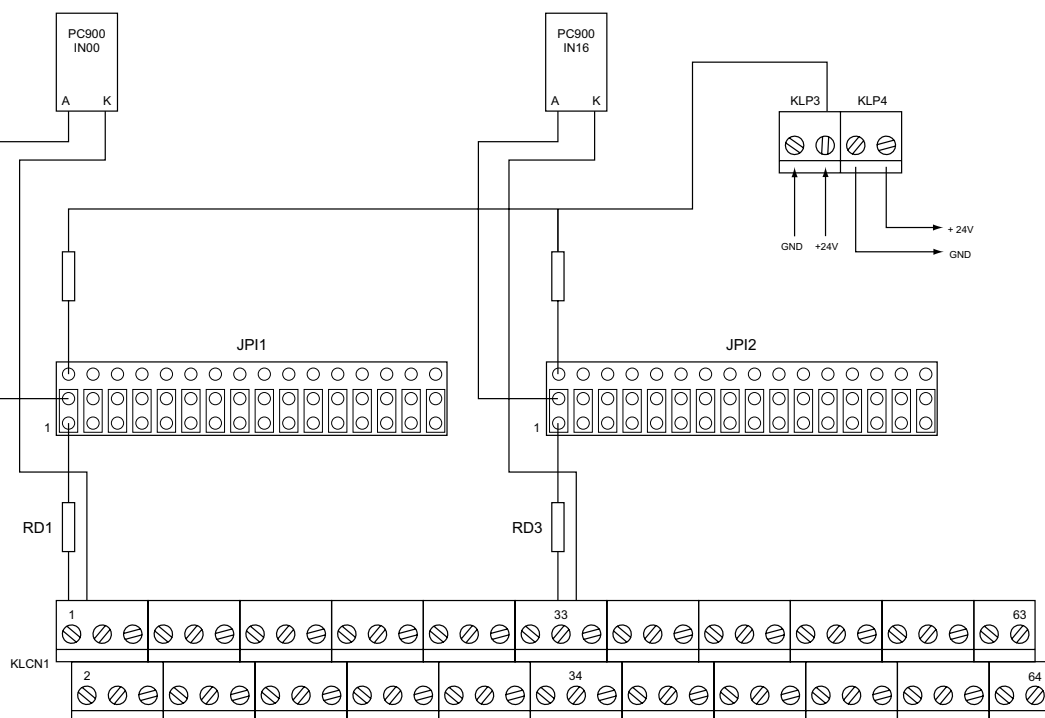 PC900
IN00
A K
PC900
IN16
A K
KLP3 KLP4
GND +24V
+ 24V
GND
JPI1
1
JPI2
1
RD1
RD3
1 33 63
KLCN1
2 34 64